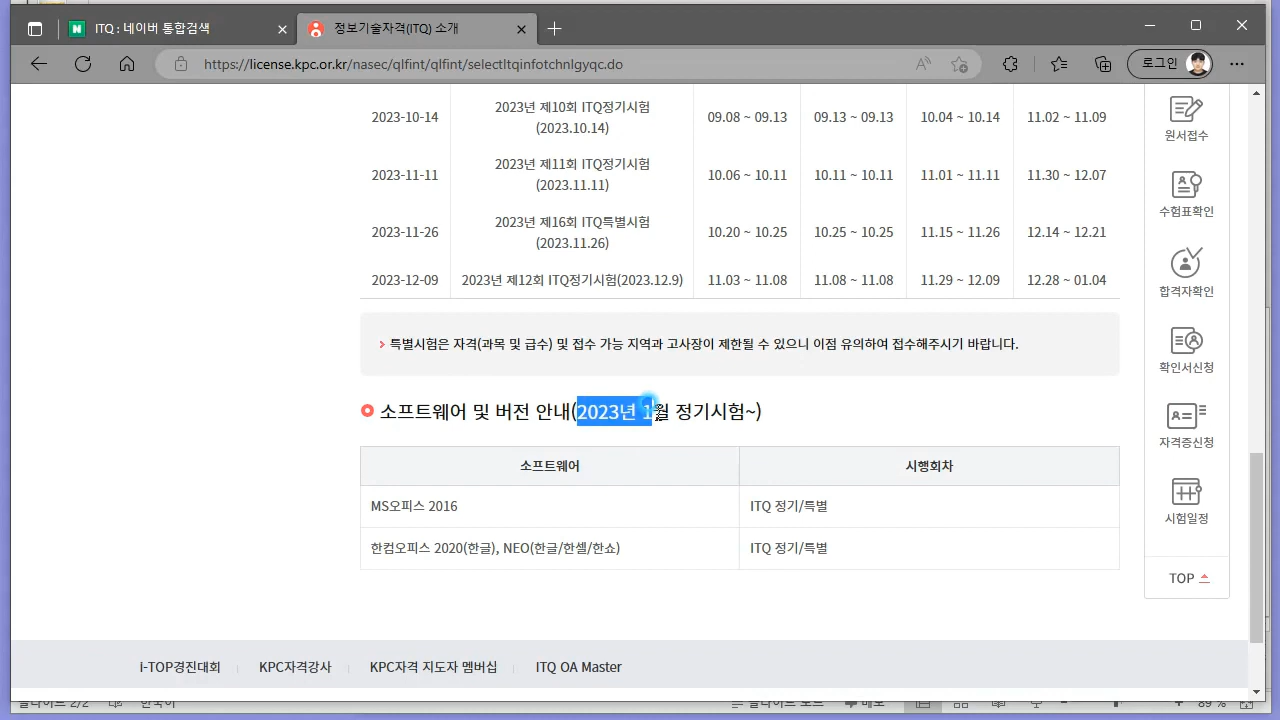 ITQ : 네이버 통합검색
정보기술자격(ITQ) 소개
https://license.kpc.or.kr/nasec/qlfint/qlfint/selectItqinfotchnlgyqc.do
로그인
2023-10-14 2023년 제10회 ITQ정기시험 (2023.10.14) 09.08 ~ 09.13 09.13 ~ 09.13 10.04 ~ 10.14 11.02 ~ 11.09
2023-11-11 2023년 제11회 ITQ정기시험 (2023.11.11) 10.06 ~ 10.11 10.11 ~ 10.11 11.01 ~ 11.11 11.30 ~ 12.07
2023-11-26 2023년 제16회 ITQ특별시험 (2023.11.26) 10.20 ~ 10.25 10.25 ~ 10.25 11.15 ~ 11.26 12.14 ~ 12.21
2023-12-09 2023년 제12회 ITQ정기시험(2023.12.9) 11.03 ~ 11.08 11.08 ~ 11.08 11.29 ~ 12.09 12.28 ~ 01.04
특별시험은 자격(과목 및 급수) 및 접수 가능 지역과 고사장이 제한될 수 있으니 이점 유의하여 접수해주시기 바랍니다.
소프트웨어 및 버전 안내(2023년 1월 정기시험~)
소프트웨어 시행회차
MS오피스 2016 ITQ 정기/특별
한컴오피스 2020(한글), NEO(한글/한셀/한쇼) ITQ 정기/특별
원서접수
수험표확인
합격자확인
확인서신청
자격증신청
시험일정
TOP
i-TOP경진대회 KPC자격강사 KPC자격 지도자 멤버십 ITQ OA Master
슬라이드 2/2 한국어 슬라이드 노트 메모 89 %